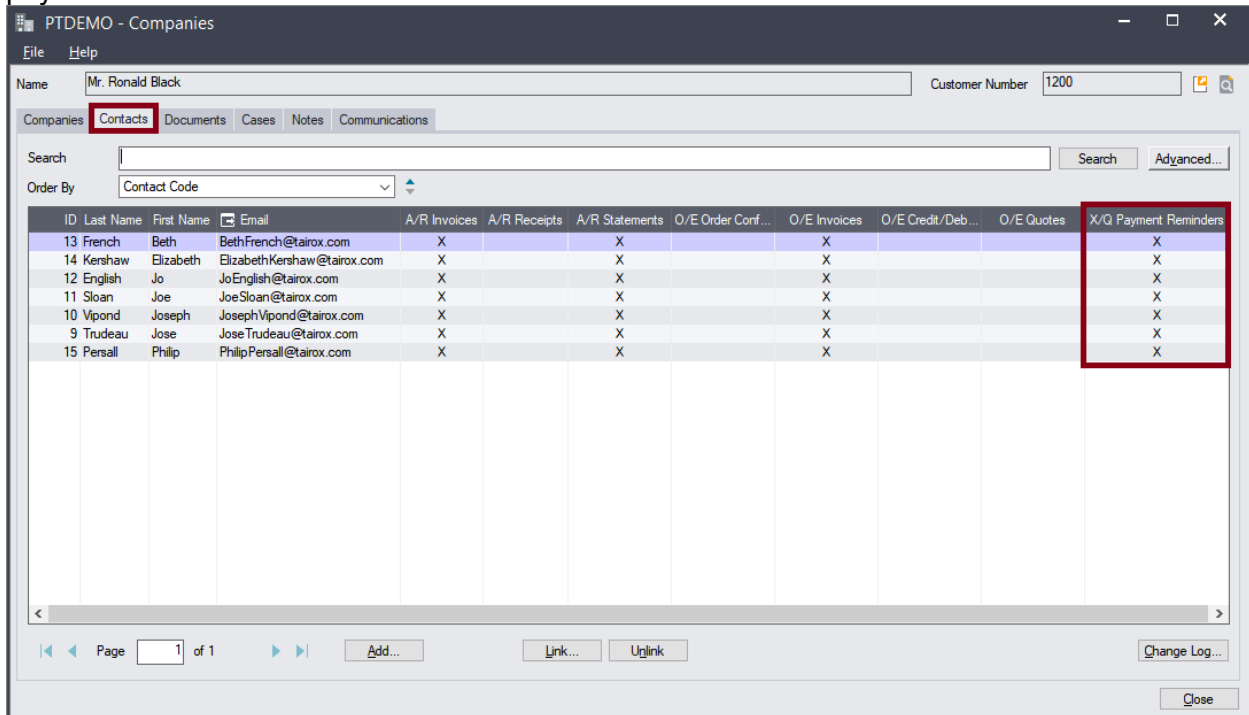 PTDEMO - Companies
File Help
Name Mr. Ronald Black Customer Number 1200
Companies Contacts Documents Cases Notes Communications
Search Search Advanced...
Order By Contact Code
ID Last Name First Name Email A/R Invoices A/R Receipts A/R Statements O/E Order Conf... O/E Invoices O/E Credit/Deb... O/E Quotes X/Q Payment Reminders
13 French Beth BethFrench@tairox.com X X X X
14 Kershaw Elizabeth ElizabethKershaw@tairox.com X X X X
12 English Jo JoEnglish@tairox.com X X X X
11 Sloan Joe JoeSloan@tairox.com X X X X
10 Vipond Joseph JosephVipond@tairox.com X X X X
9 Trudeau Jose JoseTrudeau@tairox.com X X X X
15 Persall Philip PhilipPersall@tairox.com X X X X
Page 1 of 1 Add... Link... Unlink Change Log...
Close